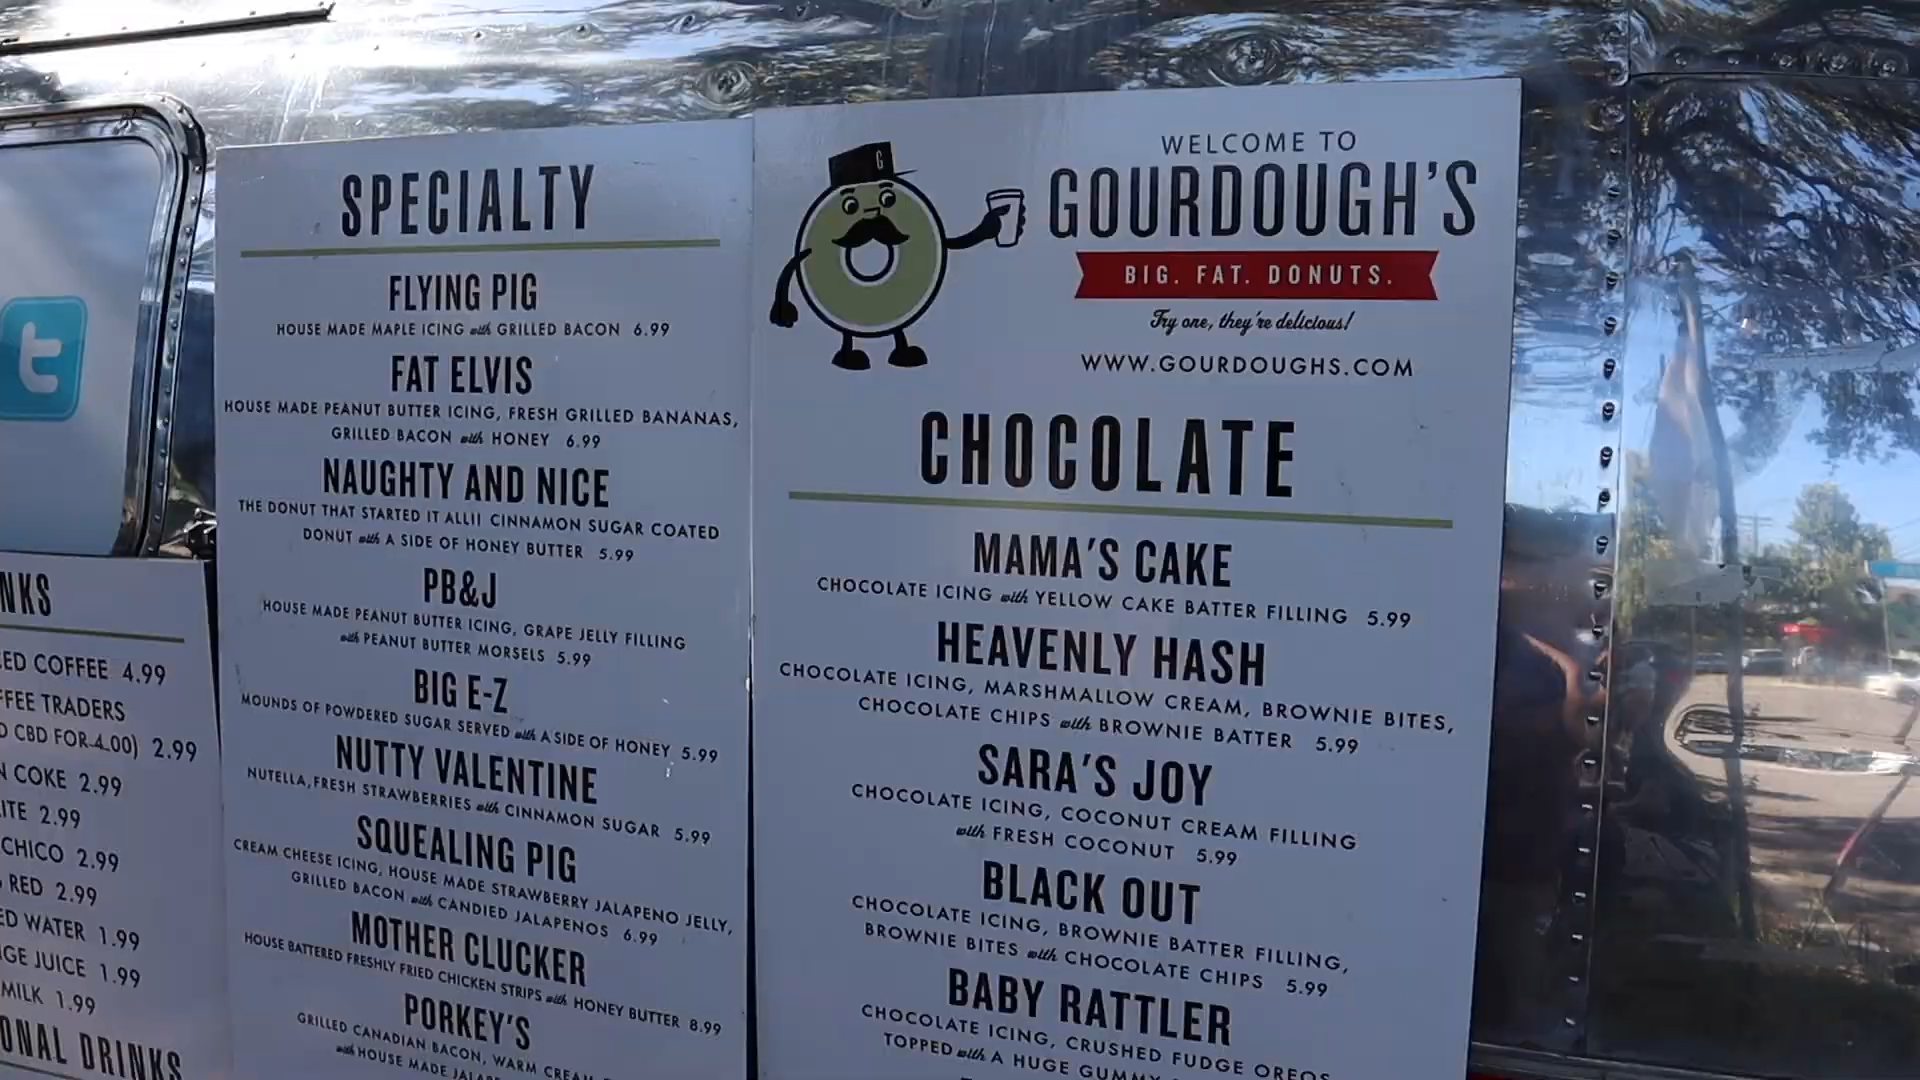 SPECIALTY
FLYING PIG
HOUSE MADE MAPLE ICING with GRILLED BACON 6.99
FAT ELVIS
HOUSE MADE PEANUT BUTTER ICING, FRESH GRILLED BANANAS,
GRILLED BACON with HONEY 6.99
NAUGHTY AND NICE
THE DONUT THAT STARTED IT ALL!! CINNAMON SUGAR COATED
DONUT with A SIDE OF HONEY BUTTER 5.99
PB&J
HOUSE MADE PEANUT BUTTER ICING, GRAPE JELLY FILLING
with PEANUT BUTTER MORSELS 5.99
BIG E-Z
MOUNDS OF POWDERED SUGAR SERVED with A SIDE OF HONEY 5.99
NUTTY VALENTINE
NUTELLA, FRESH STRAWBERRIES with CINNAMON SUGAR 5.99
SQUEALING PIG
CREAM CHEESE ICING, HOUSE MADE STRAWBERRY JALAPENO JELLY,
GRILLED BACON with CANDIED JALAPENOS 6.99
MOTHER CLUCKER
HOUSE BATTERED FRESHLY FRIED CHICKEN STRIPS with HONEY BUTTER 8.99
PORKEY'S
GRILLED CANADIAN BACON, WARM CREAM
with HOUSE MADE
G
WELCOME TO
GOURDOUGH'S
BIG. FAT. DONUTS.
Try one, they're delicious!
WWW.GOURDOUGHS.COM
CHOCOLATE
MAMA'S CAKE
CHOCOLATE ICING with YELLOW CAKE BATTER FILLING 5.99
HEAVENLY HASH
CHOCOLATE ICING, MARSHMALLOW CREAM, BROWNIE BITES,
CHOCOLATE CHIPS with BROWNIE BATTER 5.99
SARA'S JOY
CHOCOLATE ICING, COCONUT CREAM FILLING
with FRESH COCONUT 5.99
BLACK OUT
CHOCOLATE ICING, BROWNIE BATTER FILLING,
BROWNIE BITES with CHOCOLATE CHIPS 5.99
BABY RATTLER
CHOCOLATE ICING, CRUSHED FUDGE OREOS
TOPPED with A HUGE GUMMY
t
NKS
ED COFFEE 4.99
FFEE TRADERS
D CBD FOR 4.00) 2.99
N COKE 2.99
ITE 2.99
CHICO 2.99
RED 2.99
ED WATER 1.99
GE JUICE 1.99
MILK 1.99
ONAL DRINKS